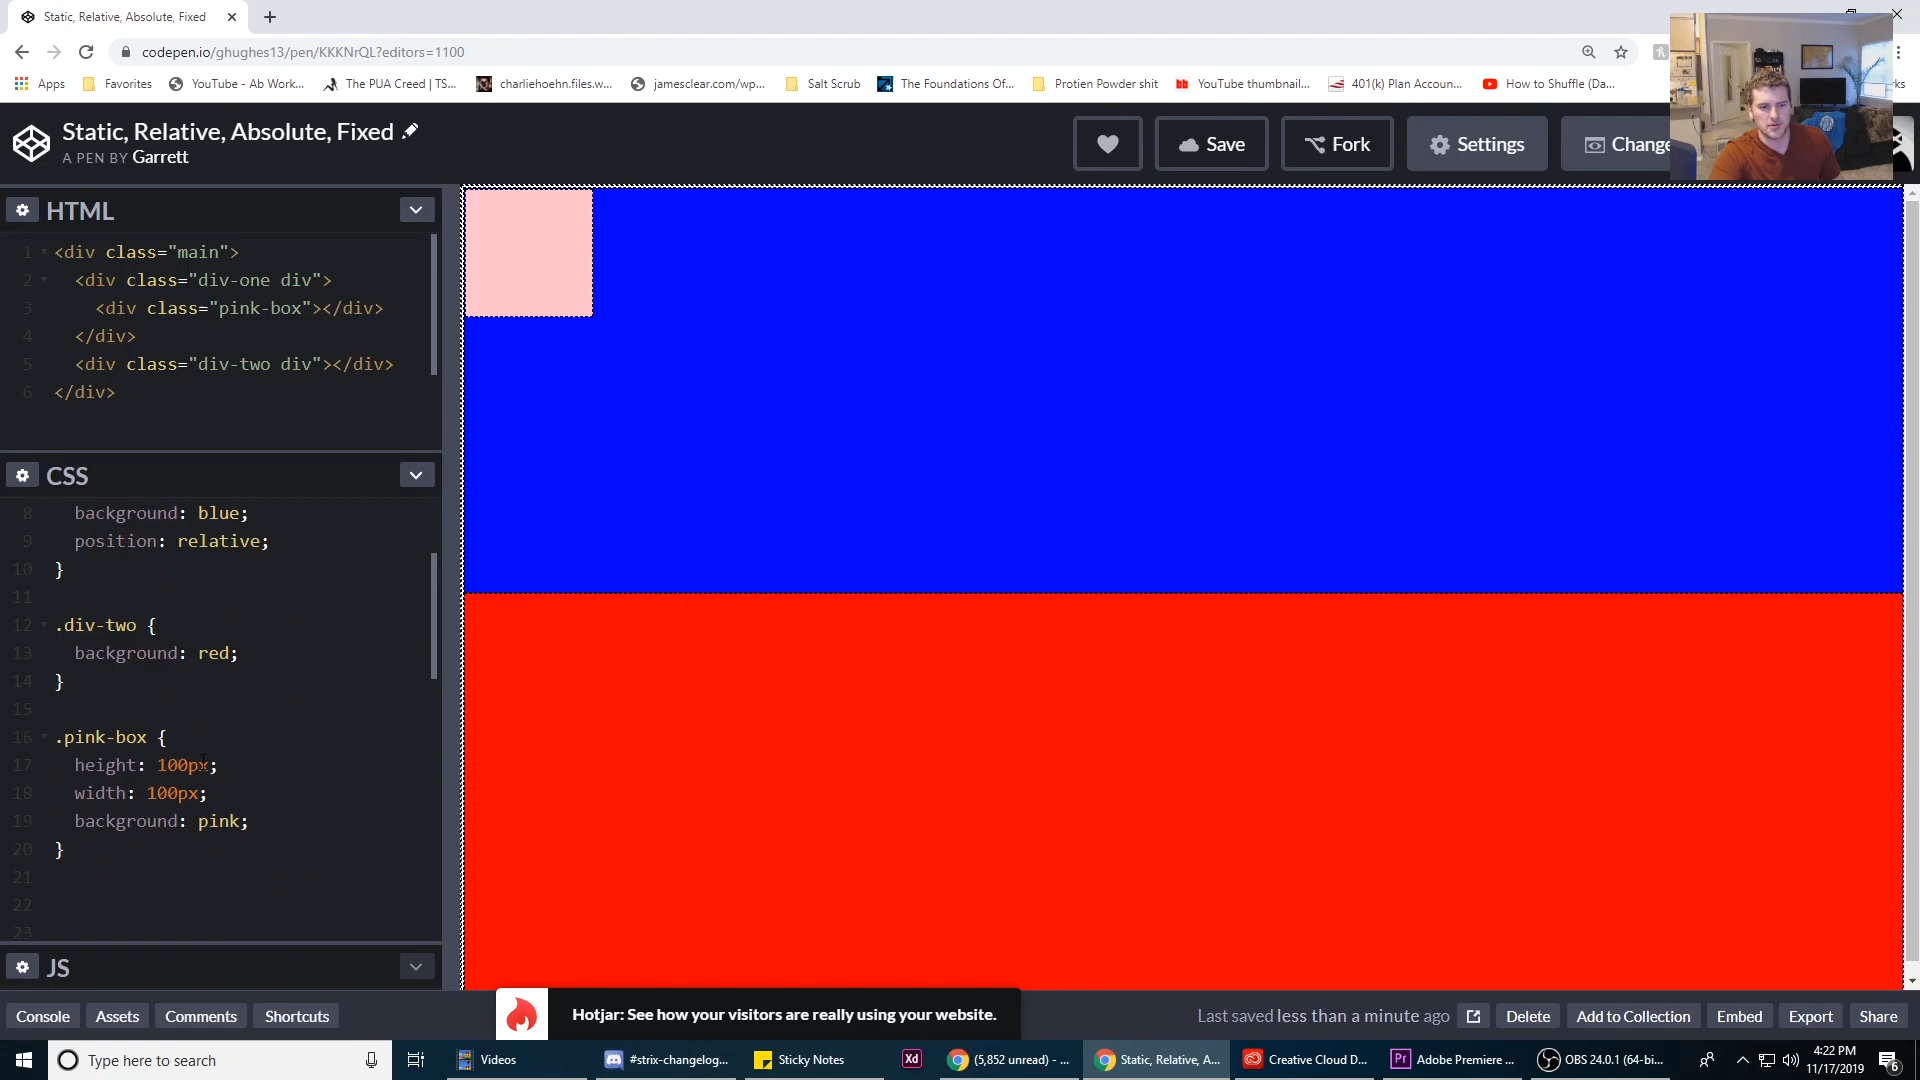 Static, Relative, Absolute, Fixed
codepen.io/ghughes13/pen/KKKNrQL?editors=1100
Apps
Favorites
YouTube - Ab Work...
The PUA Creed | TS...
charliehoehn.files.w...
jamesclear.com/wp...
Salt Scrub
The Foundations Of...
Protien Powder shit
YouTube thumbnail...
401(k) Plan Accoun...
How to Shuffle (Da...
Static, Relative, Absolute, Fixed
A PEN BY Garrett
Save
Fork
Settings
Change
HTML
1 <div class="main">
2 <div class="div-one div">
3 <div class="pink-box"></div>
4 </div>
5 <div class="div-two div"></div>
6 </div>
CSS
8 background: blue;
9 position: relative;
10 }
11
12 .div-two {
13 background: red;
14 }
15
16 .pink-box {
17 height: 100px;
18 width: 100px;
19 background: pink;
20 }
21
22
23
JS
Console
Assets
Comments
Shortcuts
Hotjar: See how your visitors are really using your website.
Last saved less than a minute ago
Delete
Add to Collection
Embed
Export
Share
Type here to search
Videos
#strix-changelog...
Sticky Notes
Xd
(5,852 unread) - ...
Static, Relative, A...
Creative Cloud D...
Pr
Adobe Premiere ...
OBS 24.0.1 (64-bi...
4:22 PM
11/17/2019
6